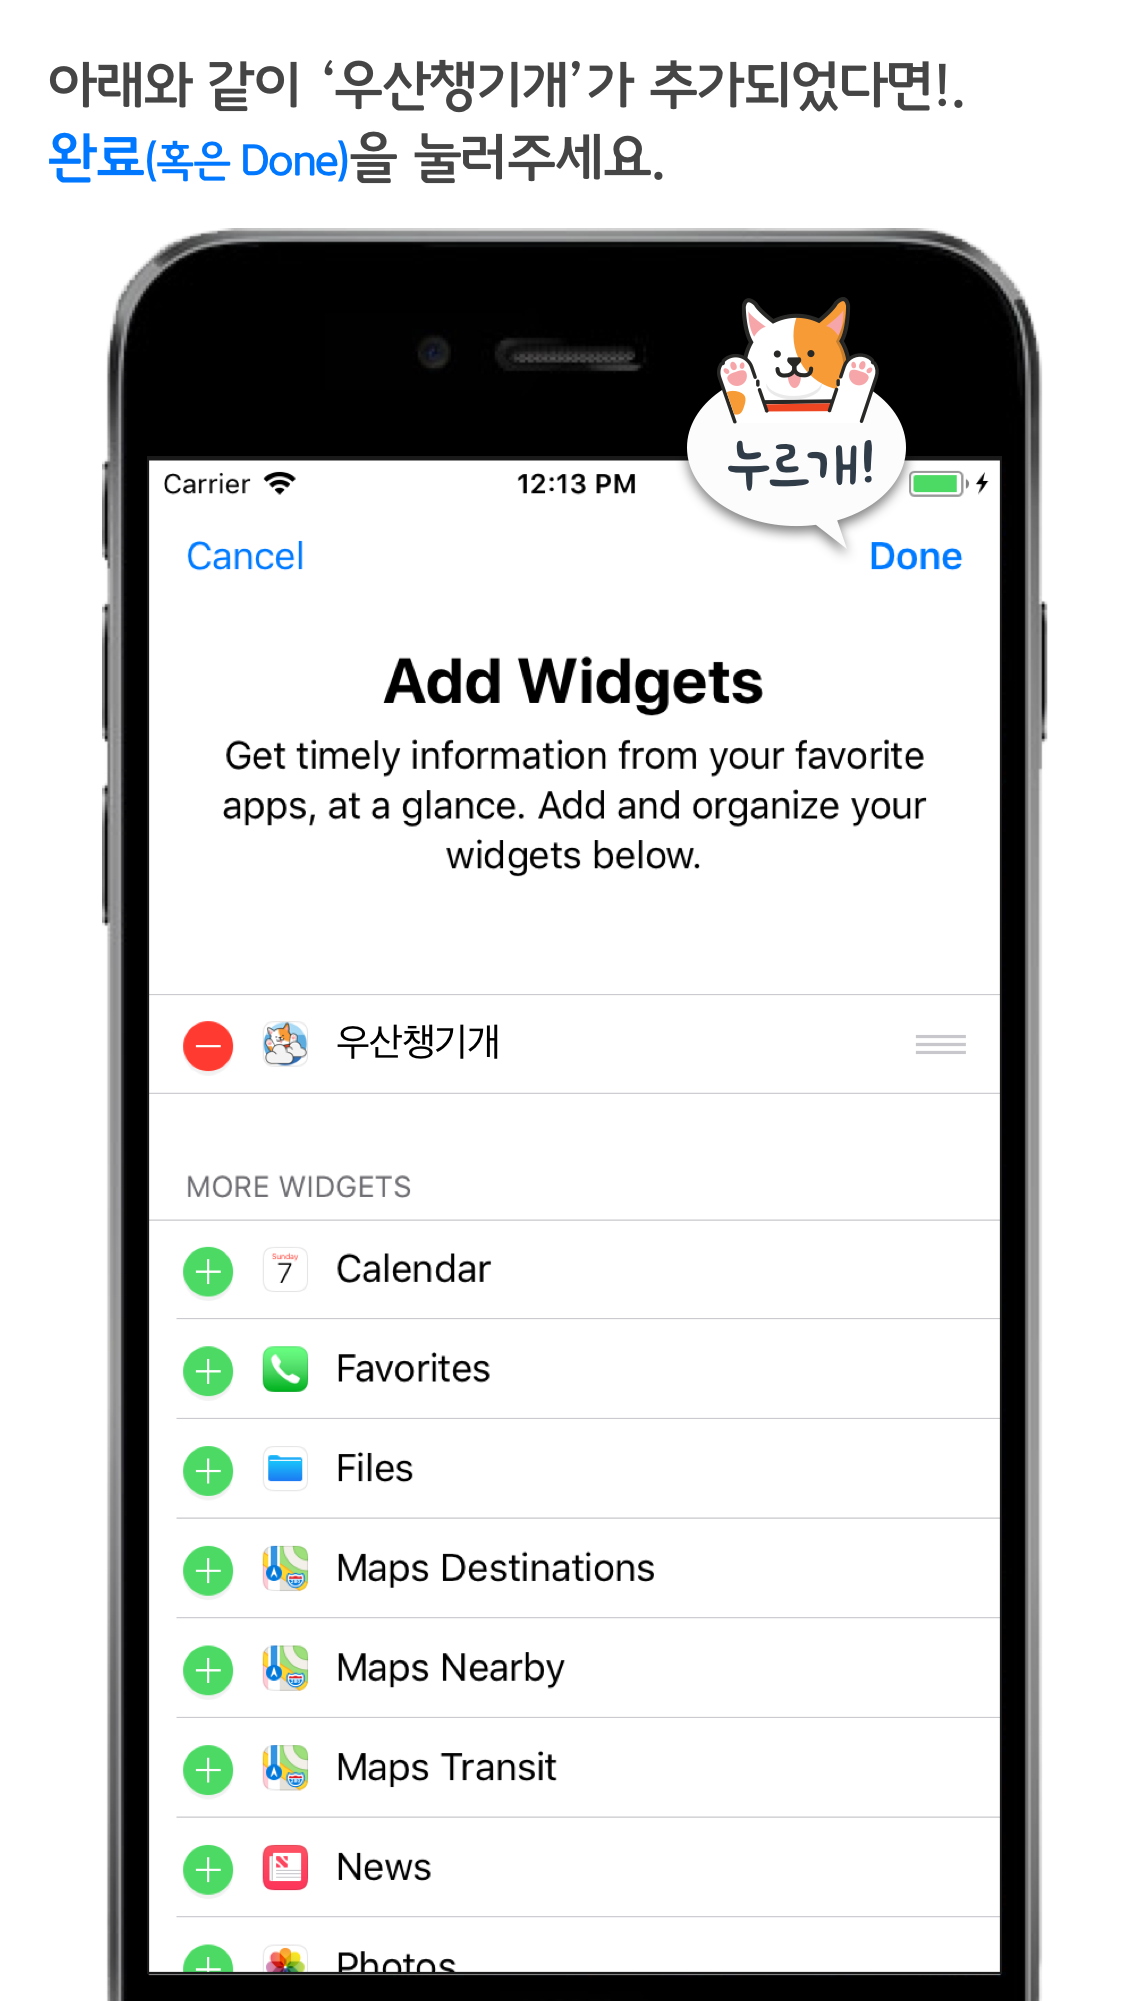 아래와 같이 ‘우산챙기개’가 추가되었다면!.
완료(혹은 Done)을 눌러주세요.
누르개!
Carrier 12:13 PM
Cancel Done
Add Widgets
Get timely information from your favorite
apps, at a glance. Add and organize your
widgets below.
우산챙기개
MORE WIDGETS
Sunday
7
Calendar
Favorites
Files
Maps Destinations
Maps Nearby
Maps Transit
News
Photos